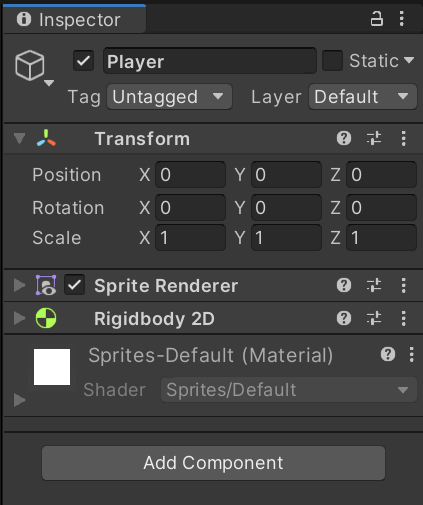 Inspector
Player Static
Tag Untagged Layer Default
Transform
Position X 0 Y 0 Z 0
Rotation X 0 Y 0 Z 0
Scale X 1 Y 1 Z 1
Sprite Renderer
Rigidbody 2D
Sprites-Default (Material)
Shader Sprites/Default
Add Component